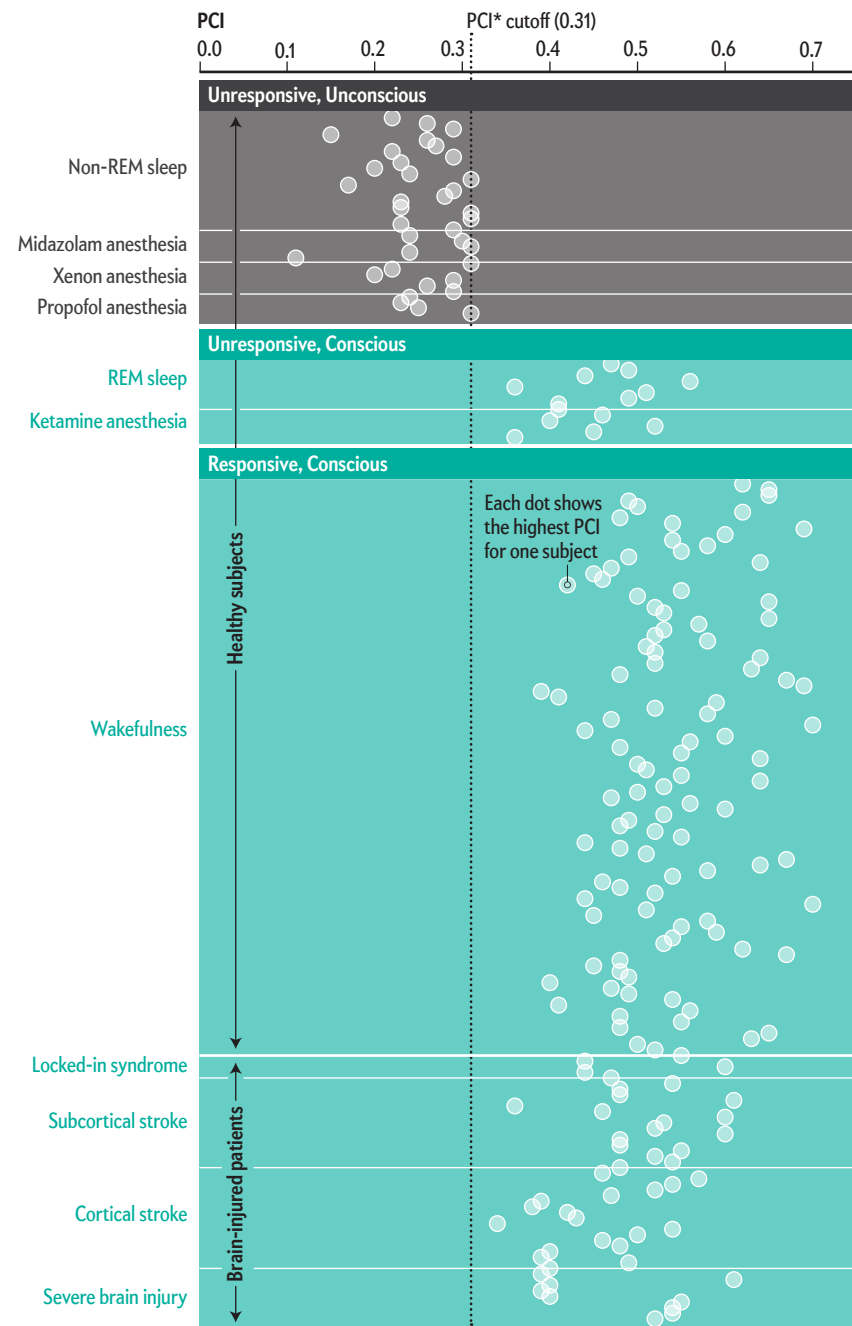 PCI
PCI* cutoff (0.31)
0.0 0.1 0.2 0.3 0.4 0.5 0.6 0.7
Unresponsive, Unconscious
Non-REM sleep
Midazolam anesthesia
Xenon anesthesia
Propofol anesthesia
Unresponsive, Conscious
REM sleep
Ketamine anesthesia
Responsive, Conscious
Each dot shows
the highest PCI
for one subject
Healthy subjects
Wakefulness
Locked-in syndrome
Subcortical stroke
Brain-injured patients
Cortical stroke
Severe brain injury